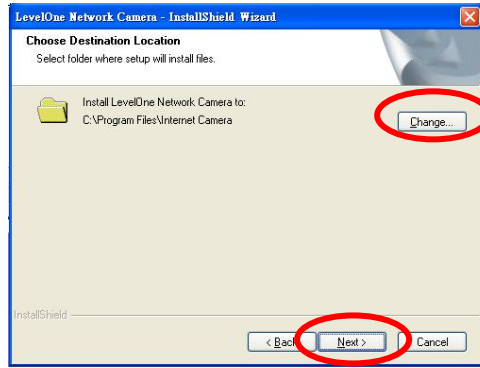 LevelOne Network Camera - InstallShield Wizard
Choose Destination Location
Select folder where setup will install files.
Install LevelOne Network Camera to:
C:\Program Files\Internet Camera
Change...
InstallShield
< Back
Next >
Cancel